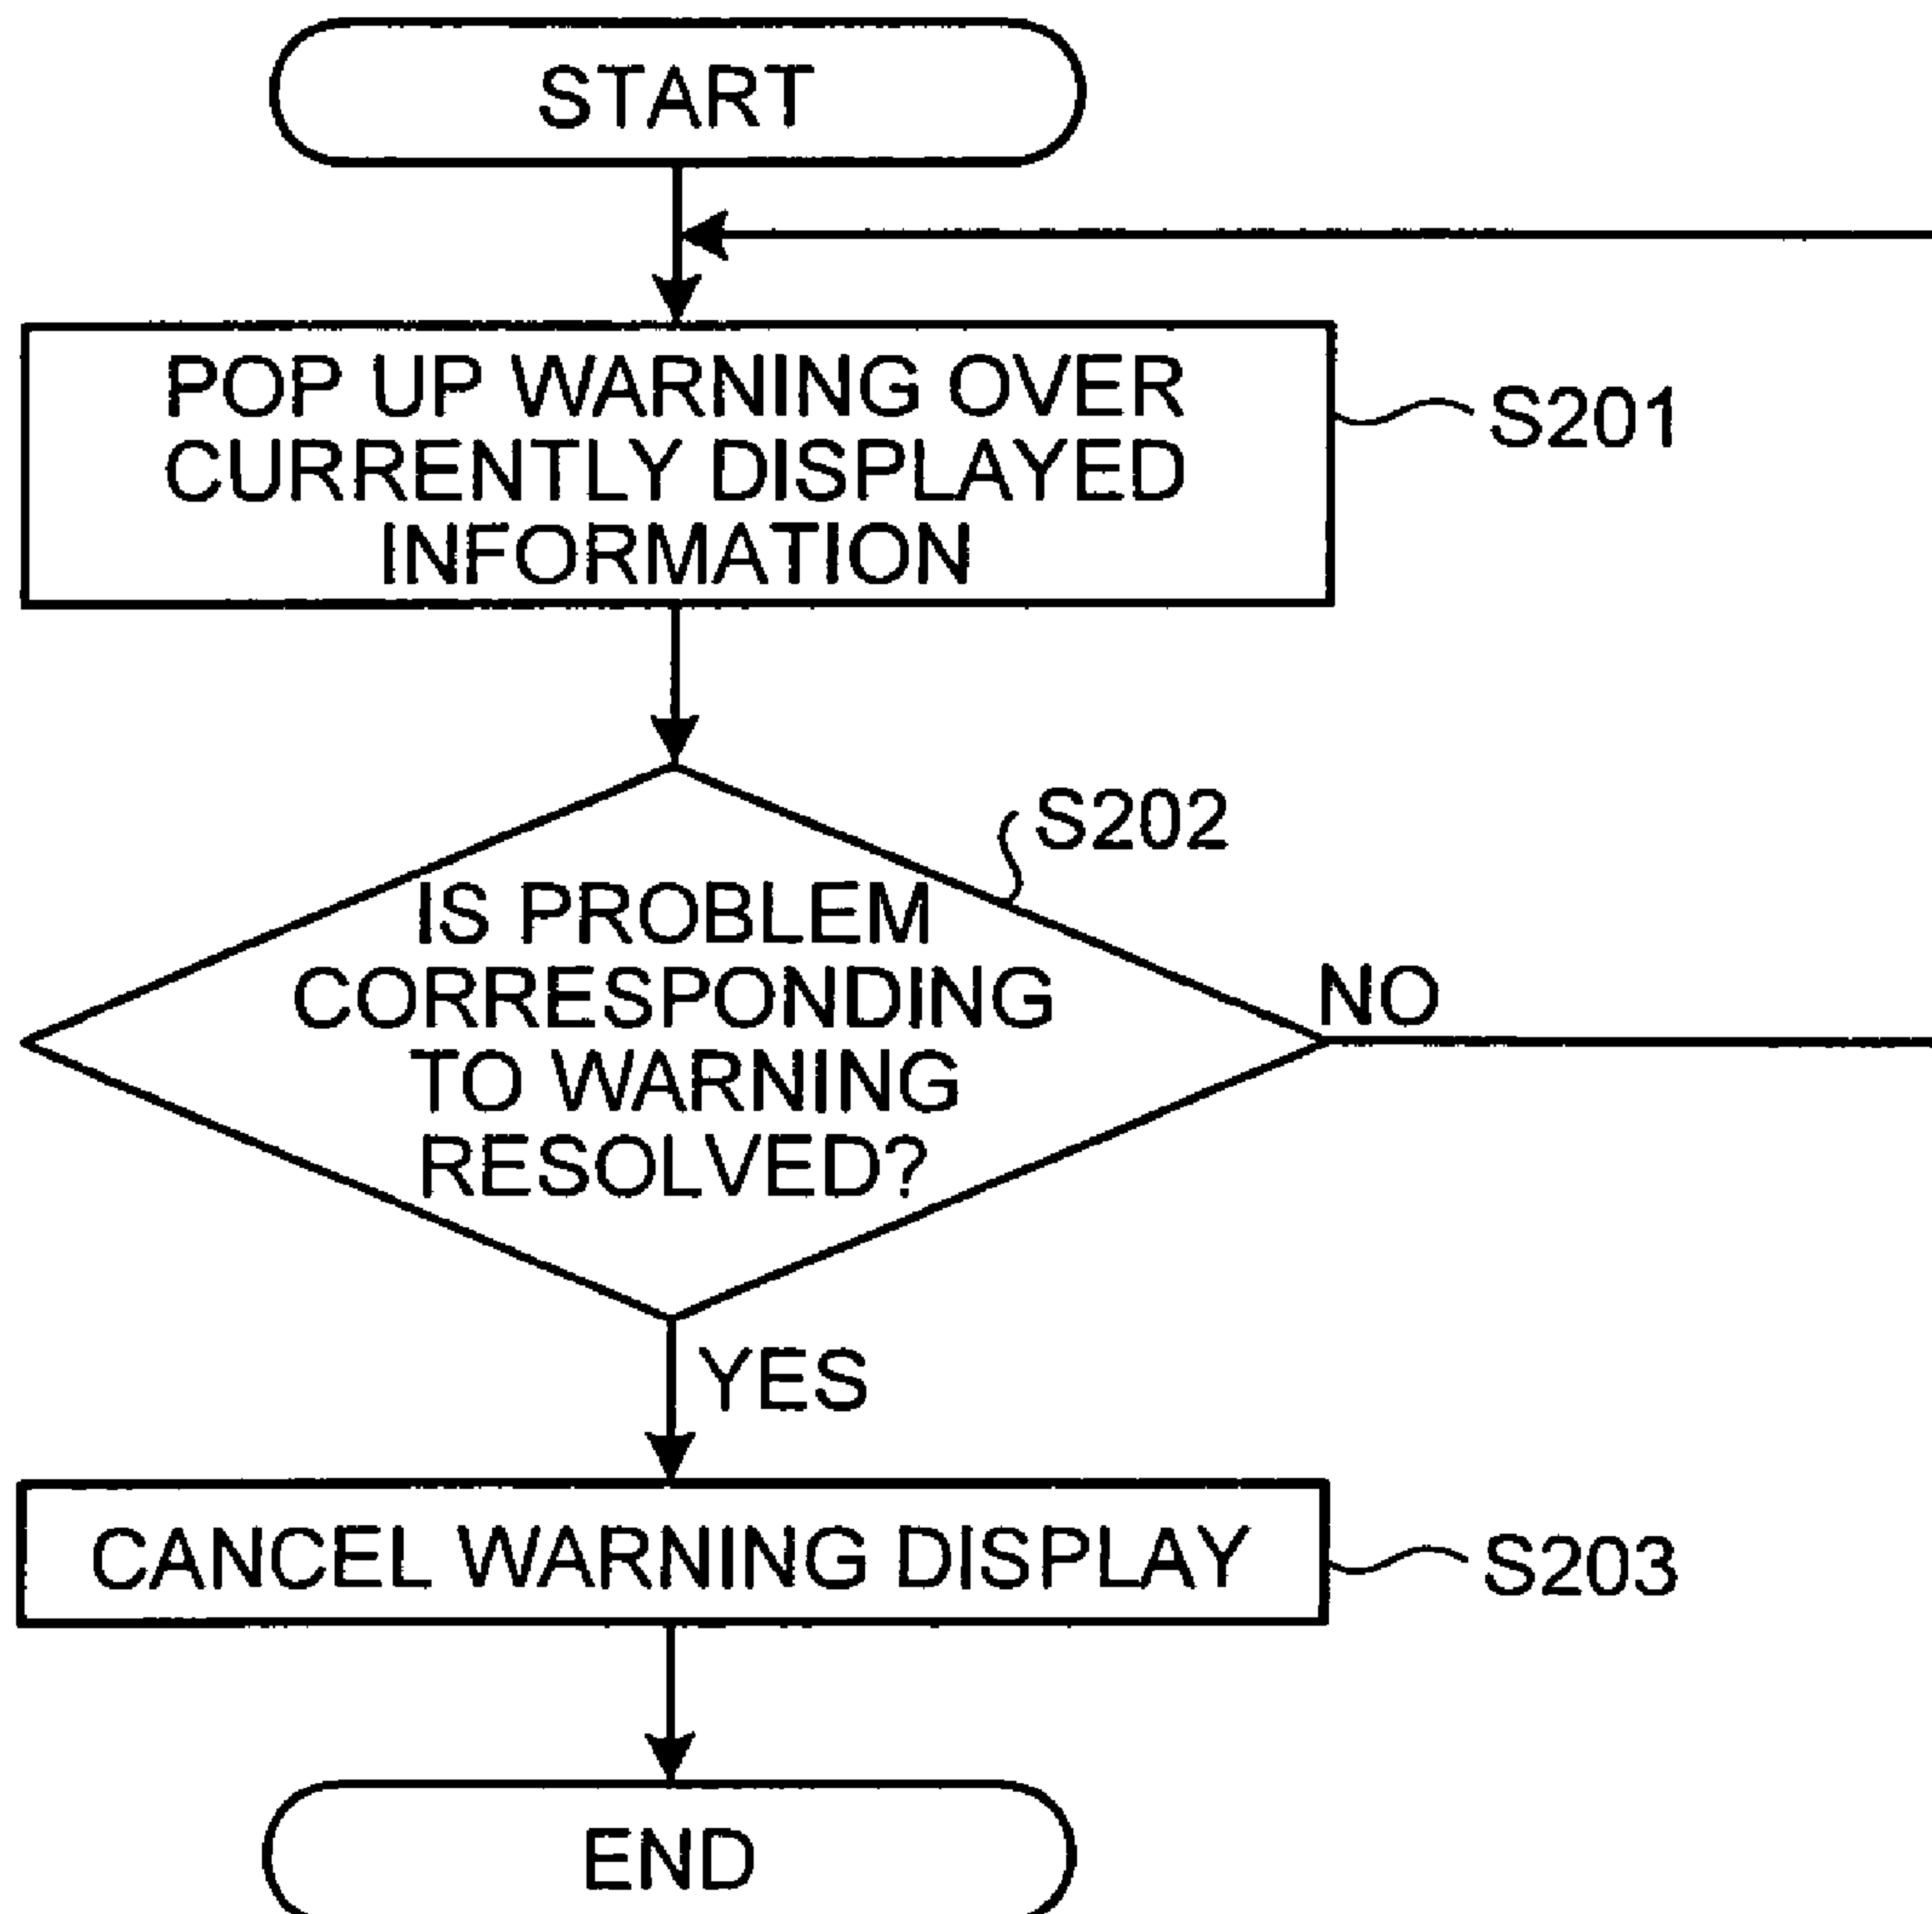 START
POP UP WARNING OVER
CURRENTLY DISPLAYED
INFORMATION
S201
S202
IS PROBLEM
CORRESPONDING
TO WARNING
RESOLVED?
NO
YES
CANCEL WARNING DISPLAY
S203
END